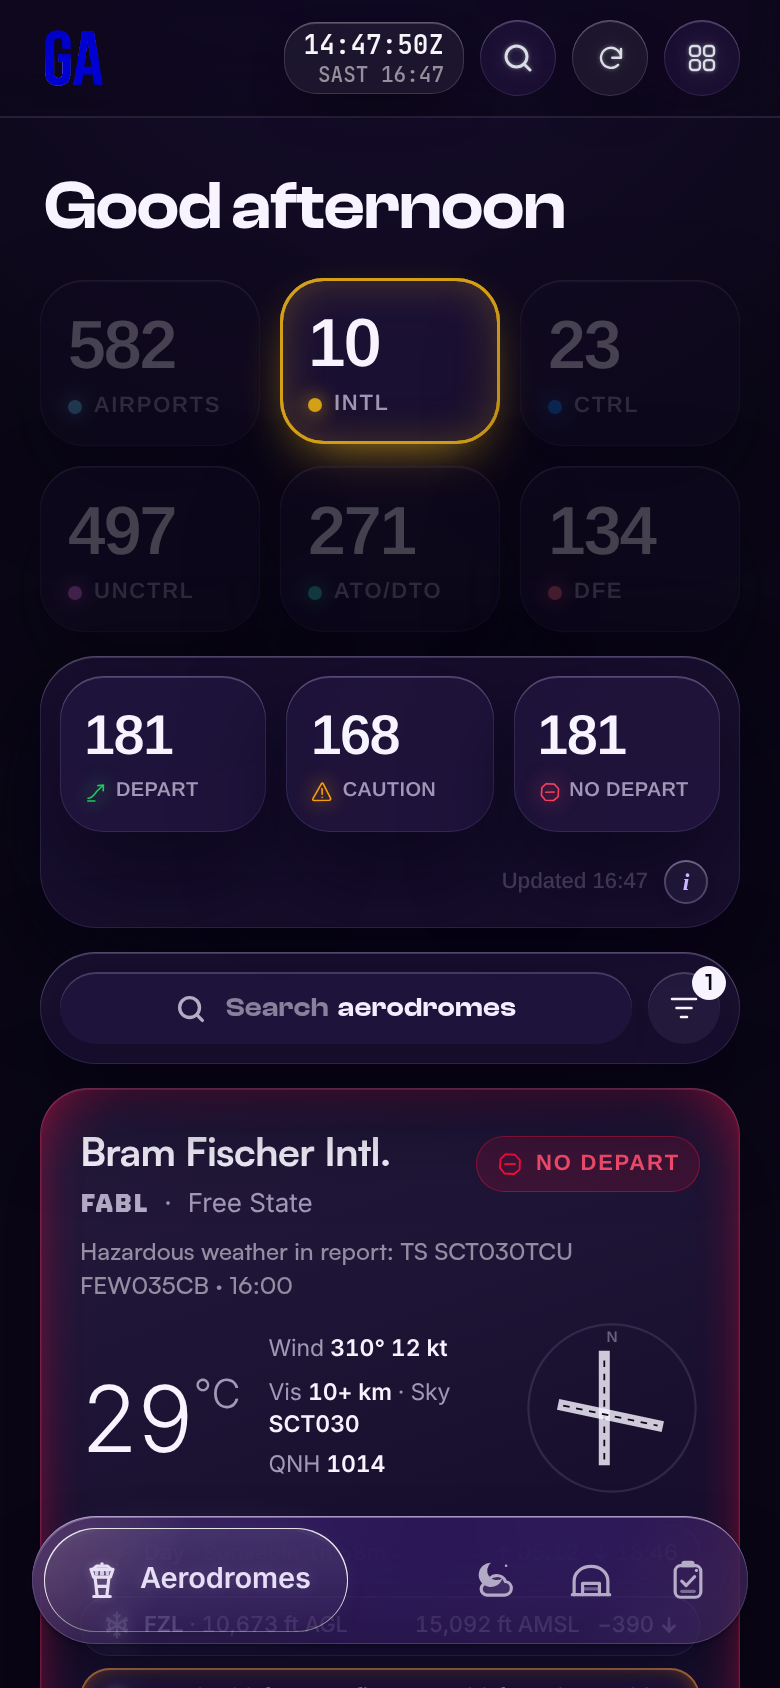 GA
14:47:50Z
SAST 16:47
Good afternoon
582
AIRPORTS
10
INTL
23
CTRL
497
UNCTRL
271
ATO/DTO
134
DFE
181
DEPART
168
CAUTION
181
NO DEPART
Updated 16:47
i
Search aerodromes
1
Bram Fischer Intl.
NO DEPART
FABL · Free State
Hazardous weather in report: TS SCT030TCU
FEW035CB · 16:00
29°C
Wind 310° 12 kt
Vis 10+ km · Sky
SCT030
QNH 1014
N
Aerodromes
FZL · 10,673 ft AGL 15,092 ft AMSL −390 ↓